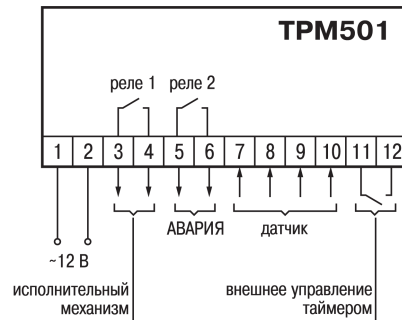 ТРМ501
реле 1 реле 2
1 2 3 4 5 6 7 8 9 10 11 12
~12 В
АВАРИЯ
датчик
исполнительный
механизм
внешнее управление
таймером